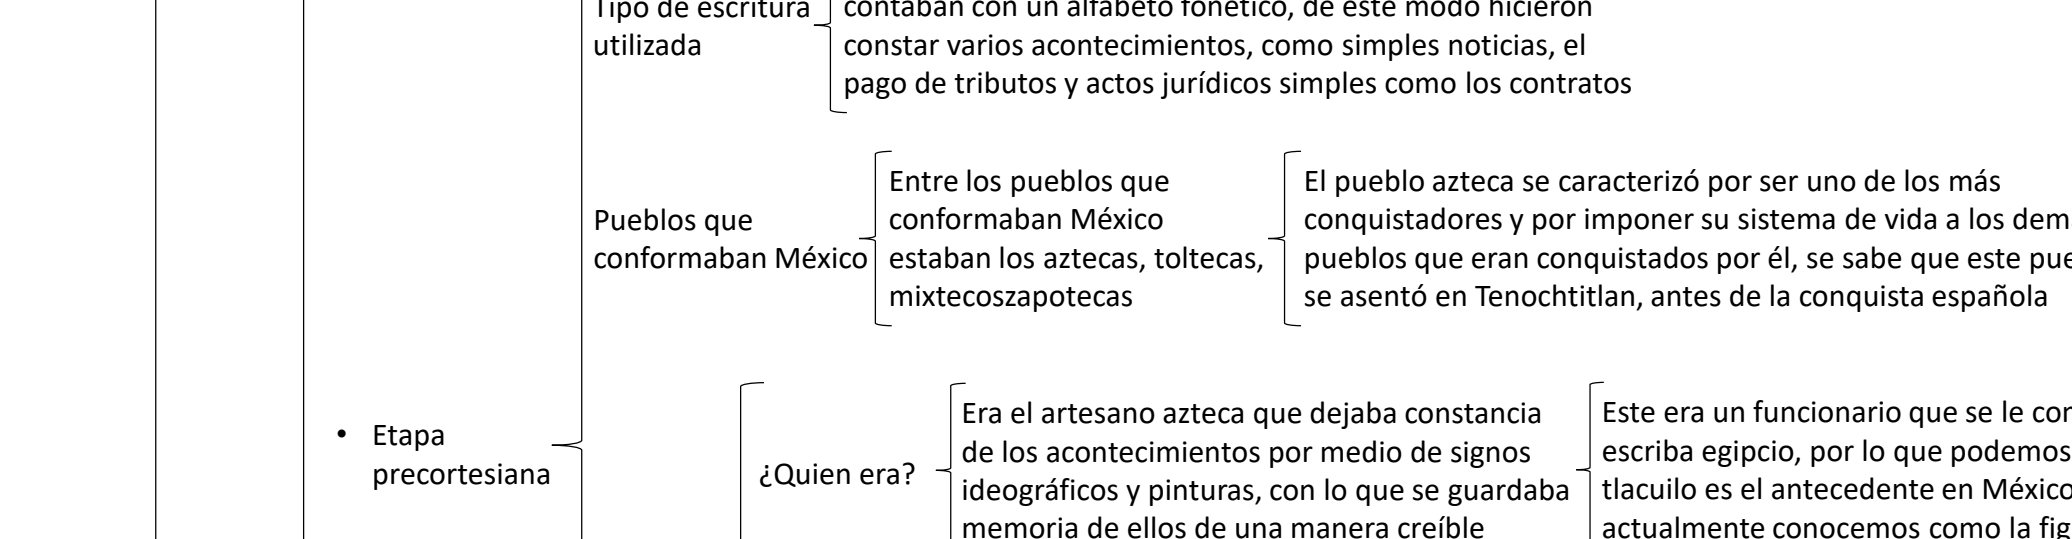 Tipo de escritura
utilizada
contaban con un alfabeto fonético, de este modo hicieron
constar varios acontecimientos, como simples noticias, el
pago de tributos y actos jurídicos simples como los contratos
Pueblos que
conformaban México
Entre los pueblos que
conformaban México
estaban los aztecas, toltecas,
mixtecoszapotecas
El pueblo azteca se caracterizó por ser uno de los más
conquistadores y por imponer su sistema de vida a los
pueblos que eran conquistados por él, se sabe que este
se asentó en Tenochtitlan, antes de la conquista española
• Etapa
precortesiana
¿Quien era?
Era el artesano azteca que dejaba constancia
de los acontecimientos por medio de signos
ideográficos y pinturas, con lo que se guardaba
memoria de ellos de una manera creíble
Este era un funcionario que se le
escriba egipcio, por lo que podemos
tlacuilo es el antecedente en México
actualmente conocemos como la